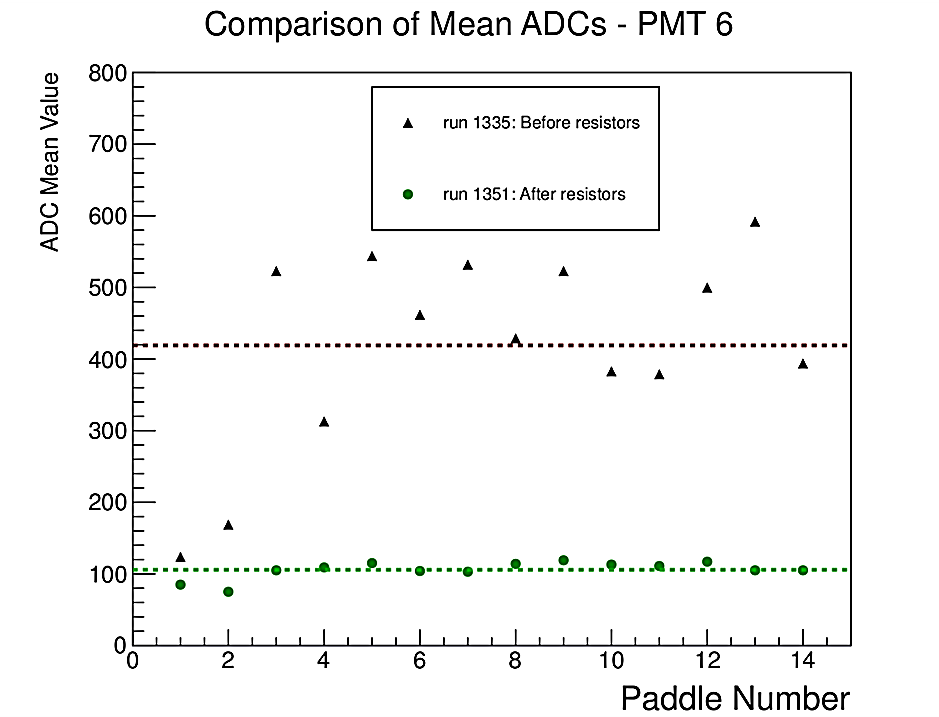 Comparison of Mean ADCs - PMT 6
ADC Mean Value
800
700
600
500
400
300
200
100
0
run 1335: Before resistors
run 1351: After resistors
0 2 4 6 8 10 12 14
Paddle Number